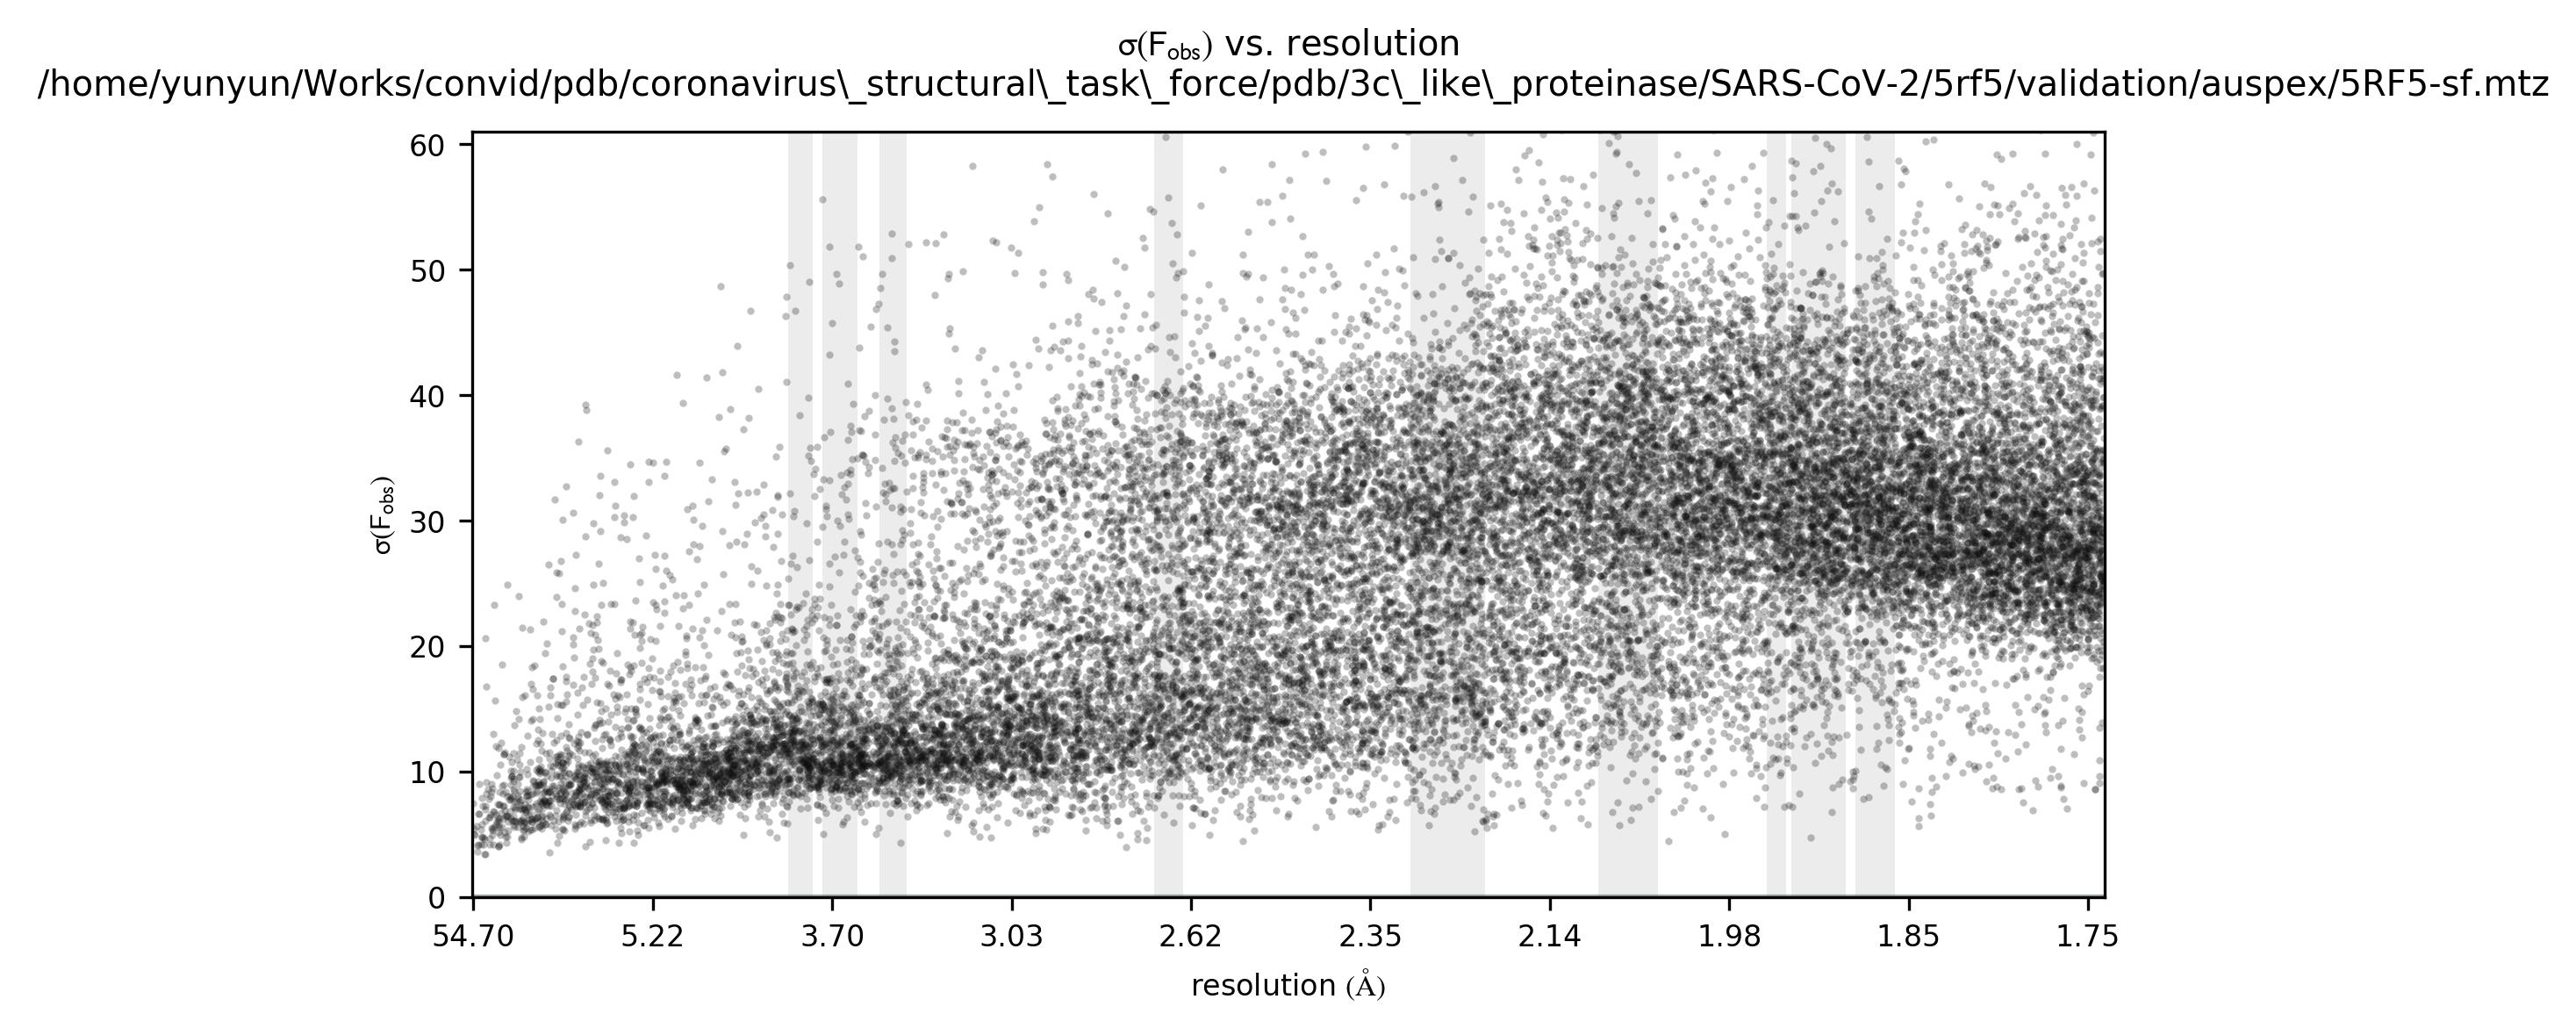 σ(Fobs) vs. resolution
/home/yunyun/Works/convid/pdb/coronavirus\_structural\_task\_force/pdb/3c\_like\_proteinase/SARS-CoV-2/5rf5/validation/auspex/5RF5-sf.mtz
60
50
40
30
20
10
0
σ(Fobs)
54.70 5.22 3.70 3.03 2.62 2.35 2.14 1.98 1.85 1.75
resolution (Å)